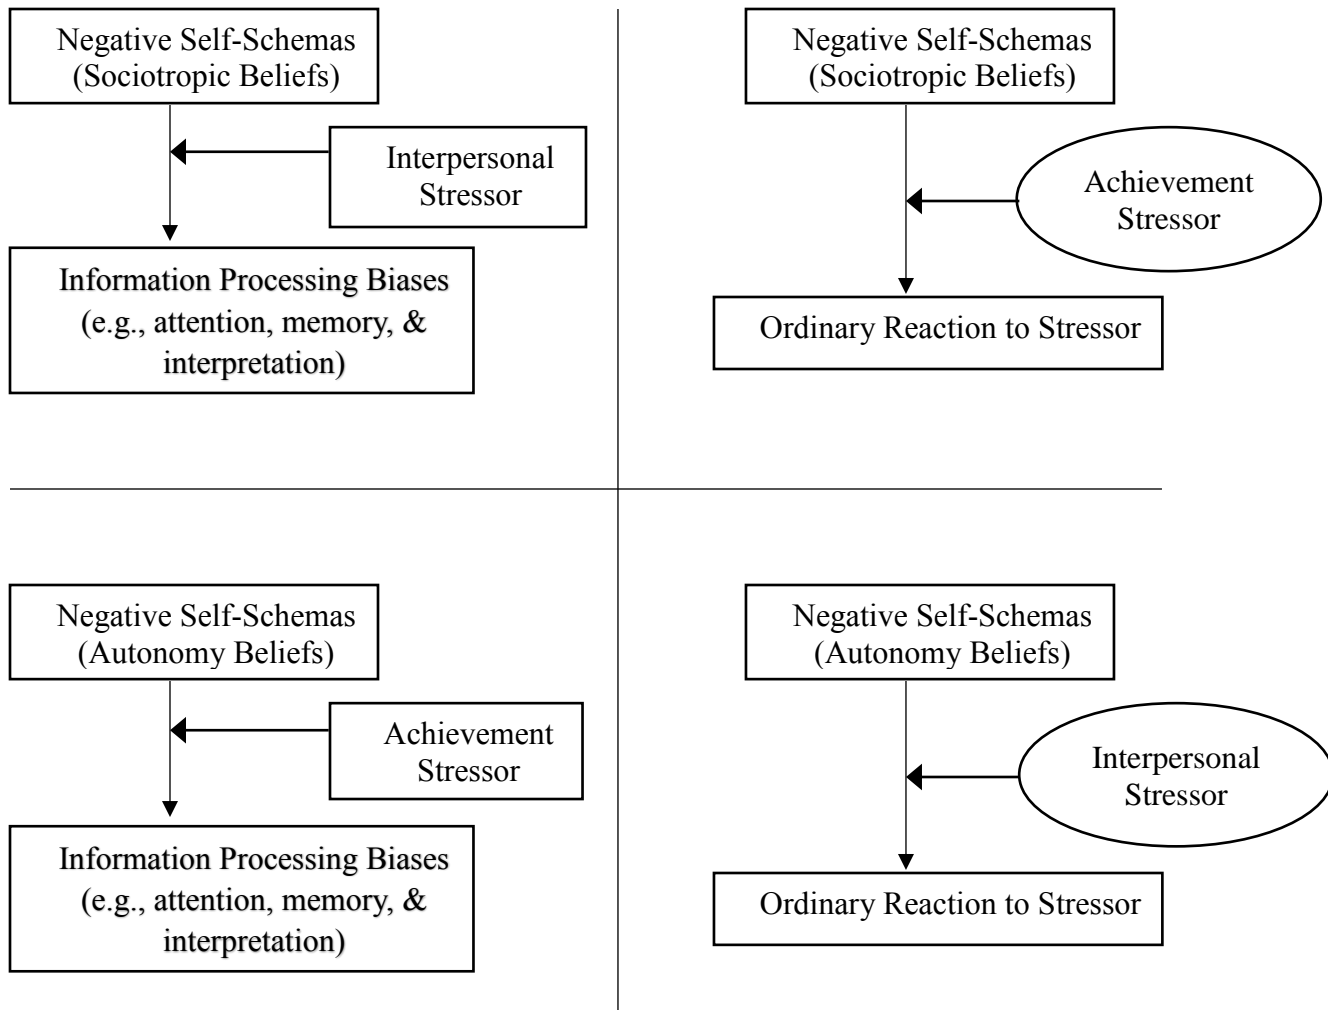 Negative Self-Schemas
(Sociotropic Beliefs)
Interpersonal
Stressor
Information Processing Biases
(e.g., attention, memory, &
interpretation)
Negative Self-Schemas
(Sociotropic Beliefs)
Achievement
Stressor
Ordinary Reaction to Stressor
Negative Self-Schemas
(Autonomy Beliefs)
Achievement
Stressor
Information Processing Biases
(e.g., attention, memory, &
interpretation)
Negative Self-Schemas
(Autonomy Beliefs)
Interpersonal
Stressor
Ordinary Reaction to Stressor